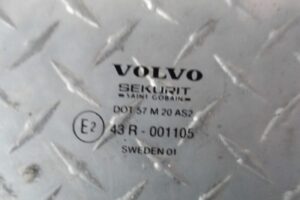 VOLVO
SEKURIT
SAINT GOBAIN
DOT 57 M 20 AS2
E2 43 R - 001105
SWEDEN 01